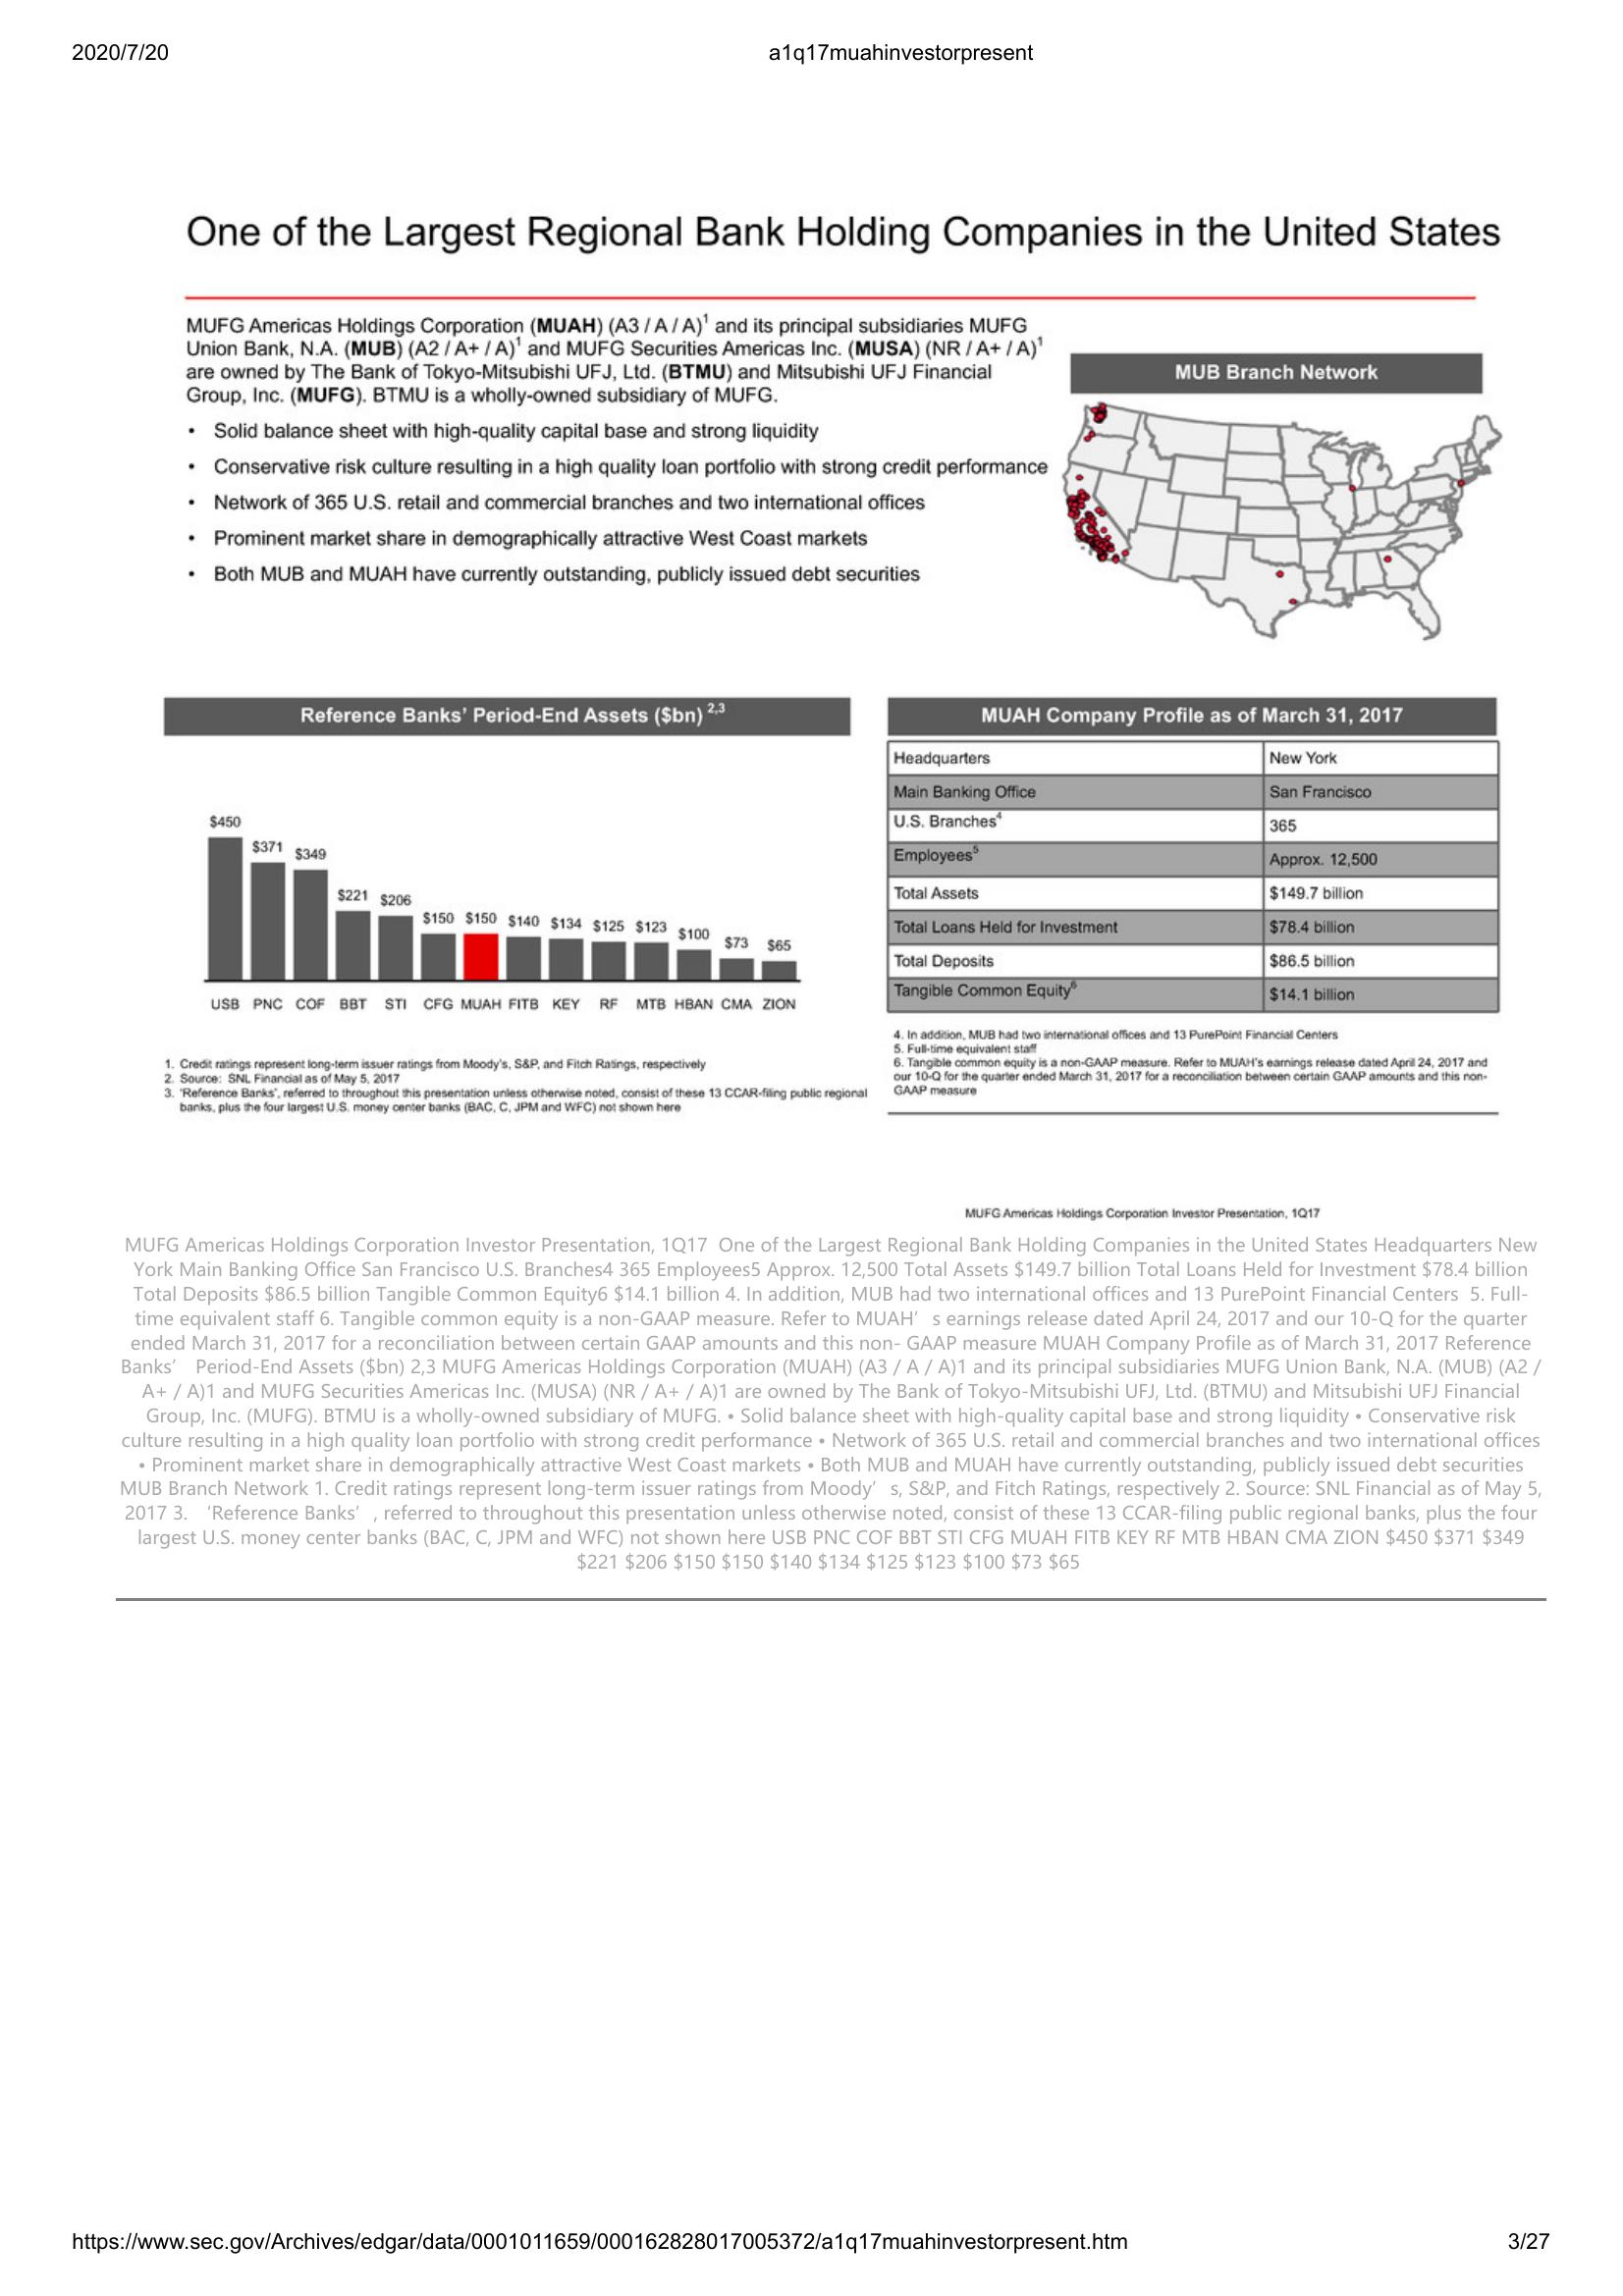 2020/7/20
a1q17muahinvestorpresent
One of the Largest Regional Bank Holding Companies in the United States
MUFG Americas Holdings Corporation (MUAH) (A3 / A / A)1 and its principal subsidiaries MUFG
Union Bank, N.A. (MUB) (A2 / A+ / A)1 and MUFG Securities Americas Inc. (MUSA) (NR / A+ / A)1
are owned by The Bank of Tokyo-Mitsubishi UFJ, Ltd. (BTMU) and Mitsubishi UFJ Financial
Group, Inc. (MUFG). BTMU is a wholly-owned subsidiary of MUFG.
• Solid balance sheet with high-quality capital base and strong liquidity
• Conservative risk culture resulting in a high quality loan portfolio with strong credit performance
• Network of 365 U.S. retail and commercial branches and two international offices
• Prominent market share in demographically attractive West Coast markets
• Both MUB and MUAH have currently outstanding, publicly issued debt securities
MUB Branch Network
Reference Banks' Period-End Assets ($bn) 2,3
$450 $371 $349 $221 $206 $150 $150 $140 $134 $125 $123 $100 $73 $65
USB PNC COF BBT STI CFG MUAH FITB KEY RF MTB HBAN CMA ZION
1. Credit ratings represent long-term issuer ratings from Moody's, S&P, and Fitch Ratings, respectively
2. Source: SNL Financial as of May 5, 2017
3. 'Reference Banks', referred to throughout this presentation unless otherwise noted, consist of these 13 CCAR-filing public regional
banks, plus the four largest U.S. money center banks (BAC, C, JPM and WFC) not shown here
MUAH Company Profile as of March 31, 2017
Headquarters New York
Main Banking Office San Francisco
U.S. Branches4 365
Employees5 Approx. 12,500
Total Assets $149.7 billion
Total Loans Held for Investment $78.4 billion
Total Deposits $86.5 billion
Tangible Common Equity6 $14.1 billion
4. In addition, MUB had two international offices and 13 PurePoint Financial Centers
5. Full-time equivalent staff
6. Tangible common equity is a non-GAAP measure. Refer to MUAH's earnings release dated April 24, 2017 and
our 10-Q for the quarter ended March 31, 2017 for a reconciliation between certain GAAP amounts and this non-
GAAP measure
MUFG Americas Holdings Corporation Investor Presentation, 1Q17
MUFG Americas Holdings Corporation Investor Presentation, 1Q17 One of the Largest Regional Bank Holding Companies in the United States Headquarters New
York Main Banking Office San Francisco U.S. Branches4 365 Employees5 Approx. 12,500 Total Assets $149.7 billion Total Loans Held for Investment $78.4 billion
Total Deposits $86.5 billion Tangible Common Equity6 $14.1 billion 4. In addition, MUB had two international offices and 13 PurePoint Financial Centers 5. Full-
time equivalent staff 6. Tangible common equity is a non-GAAP measure. Refer to MUAH's earnings release dated April 24, 2017 and our 10-Q for the quarter
ended March 31, 2017 for a reconciliation between certain GAAP amounts and this non- GAAP measure MUAH Company Profile as of March 31, 2017 Reference
Banks' Period-End Assets ($bn) 2,3 MUFG Americas Holdings Corporation (MUAH) (A3 / A / A)1 and its principal subsidiaries MUFG Union Bank, N.A. (MUB) (A2 /
A+ / A)1 and MUFG Securities Americas Inc. (MUSA) (NR / A+ / A)1 are owned by The Bank of Tokyo-Mitsubishi UFJ, Ltd. (BTMU) and Mitsubishi UFJ Financial
Group, Inc. (MUFG). BTMU is a wholly-owned subsidiary of MUFG. • Solid balance sheet with high-quality capital base and strong liquidity • Conservative risk
culture resulting in a high quality loan portfolio with strong credit performance • Network of 365 U.S. retail and commercial branches and two international offices
• Prominent market share in demographically attractive West Coast markets • Both MUB and MUAH have currently outstanding, publicly issued debt securities
MUB Branch Network 1. Credit ratings represent long-term issuer ratings from Moody's, S&P, and Fitch Ratings, respectively 2. Source: SNL Financial as of May 5,
2017 3. 'Reference Banks', referred to throughout this presentation unless otherwise noted, consist of these 13 CCAR-filing public regional banks, plus the four
largest U.S. money center banks (BAC, C, JPM and WFC) not shown here USB PNC COF BBT STI CFG MUAH FITB KEY RF MTB HBAN CMA ZION $450 $371 $349
$221 $206 $150 $150 $140 $134 $125 $123 $100 $73 $65
https://www.sec.gov/Archives/edgar/data/0001011659/000162828017005372/a1q17muahinvestorpresent.htm
3/27